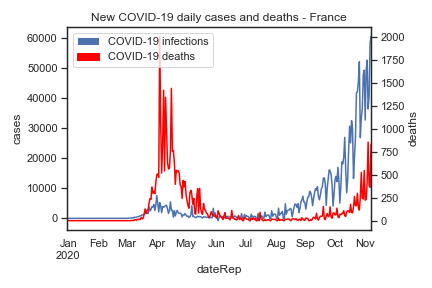 New COVID-19 daily cases and deaths - France
COVID-19 infections
COVID-19 deaths
60000
50000
40000
30000
20000
10000
0
cases
2000
1750
1500
1250
1000
750
500
250
0
deaths
Jan Feb Mar Apr May Jun Jul Aug Sep Oct Nov
2020
dateRep